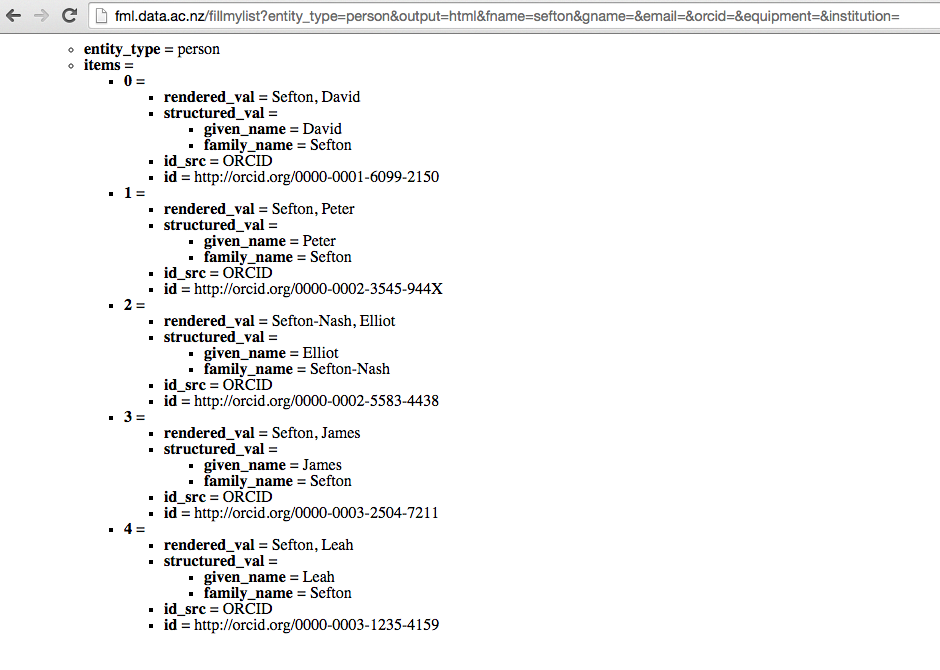 fml.data.ac.nz/fillmylist?entity_type=person&output=html&fname=sefton&gname=&email=&orcid=&equipment=&institution=
entity_type = person
items =
0 =
rendered_val = Sefton, David
structured_val =
given_name = David
family_name = Sefton
id_src = ORCID
id = http://orcid.org/0000-0001-6099-2150
1 =
rendered_val = Sefton, Peter
structured_val =
given_name = Peter
family_name = Sefton
id_src = ORCID
id = http://orcid.org/0000-0002-3545-944X
2 =
rendered_val = Sefton-Nash, Elliot
structured_val =
given_name = Elliot
family_name = Sefton-Nash
id_src = ORCID
id = http://orcid.org/0000-0002-5583-4438
3 =
rendered_val = Sefton, James
structured_val =
given_name = James
family_name = Sefton
id_src = ORCID
id = http://orcid.org/0000-0003-2504-7211
4 =
rendered_val = Sefton, Leah
structured_val =
given_name = Leah
family_name = Sefton
id_src = ORCID
id = http://orcid.org/0000-0003-1235-4159